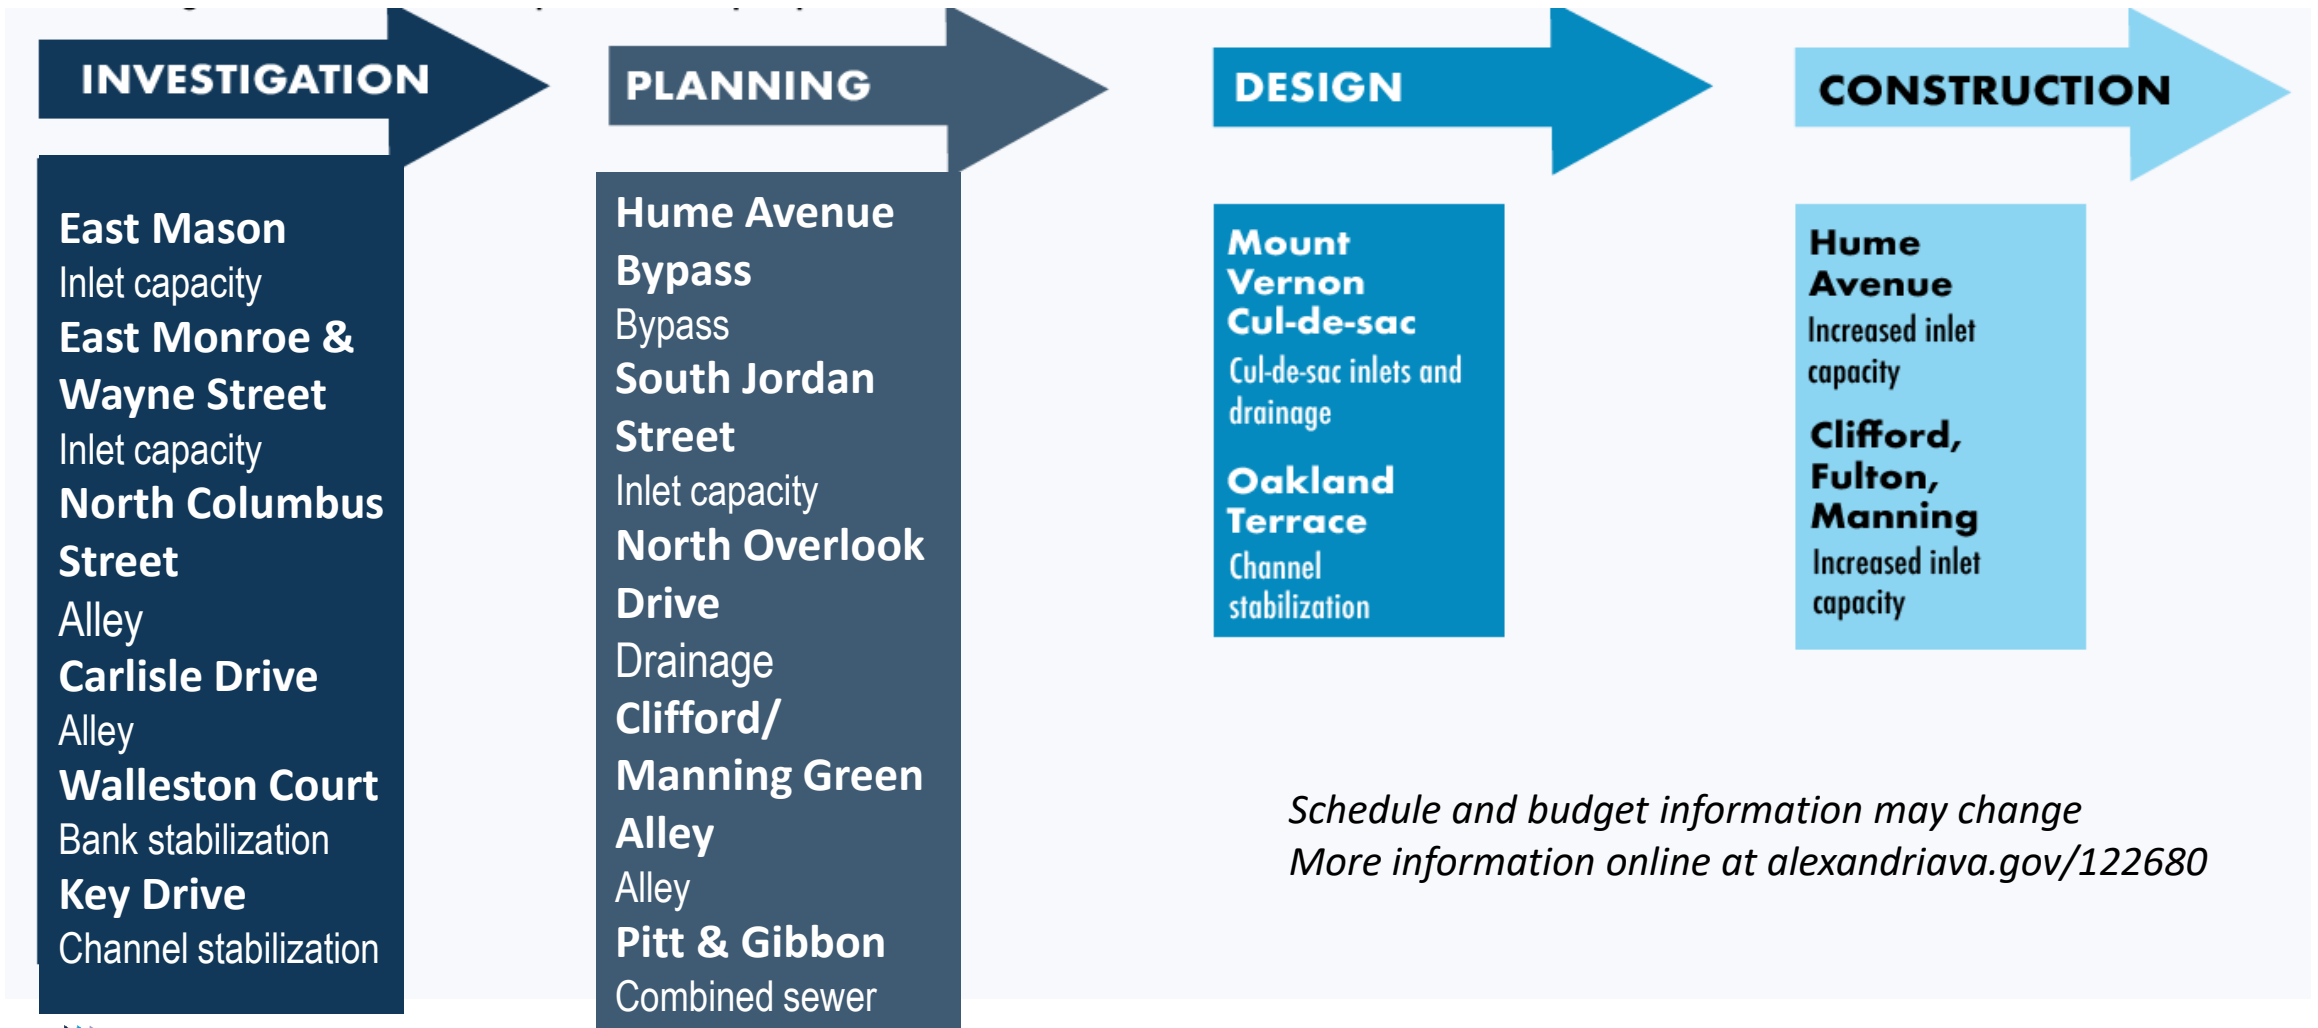 INVESTIGATION
East Mason
Inlet capacity
East Monroe &
Wayne Street
Inlet capacity
North Columbus
Street
Alley
Carlisle Drive
Alley
Walleston Court
Bank stabilization
Key Drive
Channel stabilization
PLANNING
Hume Avenue
Bypass
Bypass
South Jordan
Street
Inlet capacity
North Overlook
Drive
Drainage
Clifford/
Manning Green
Alley
Alley
Pitt & Gibbon
Combined sewer
DESIGN
Mount
Vernon
Cul-de-sac
Cul-de-sac inlets and
drainage
Oakland
Terrace
Channel
stabilization
CONSTRUCTION
Hume
Avenue
Increased inlet
capacity
Clifford,
Fulton,
Manning
Increased inlet
capacity
Schedule and budget information may change
More information online at alexandriava.gov/122680